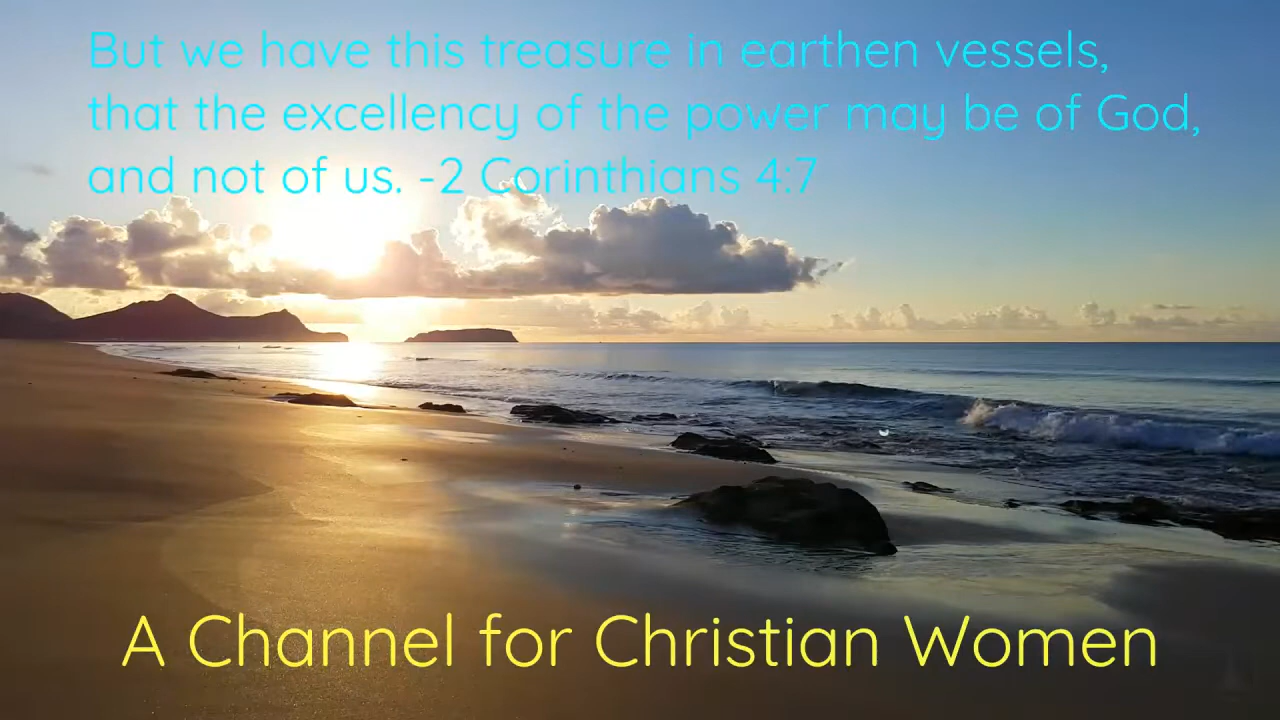 But we have this treasure in earthen vessels,
that the excellency of the power may be of God,
and not of us. -2 Corinthians 4:7
A Channel for Christian Women